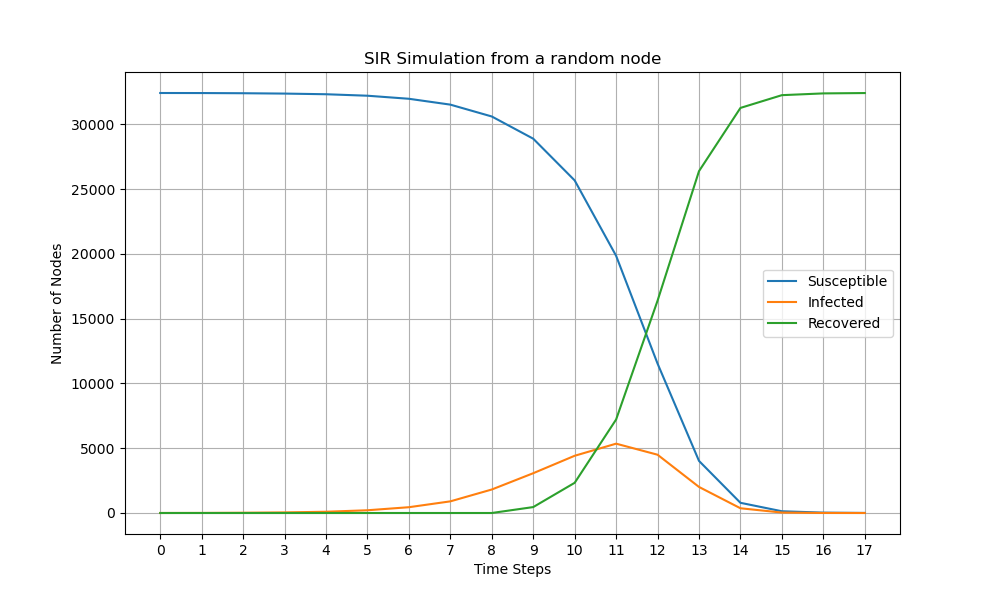 SIR Simulation from a random node
Number of Nodes
30000
25000
20000
15000
10000
5000
0
Susceptible
Infected
Recovered
0 1 2 3 4 5 6 7 8 9 10 11 12 13 14 15 16 17
Time Steps